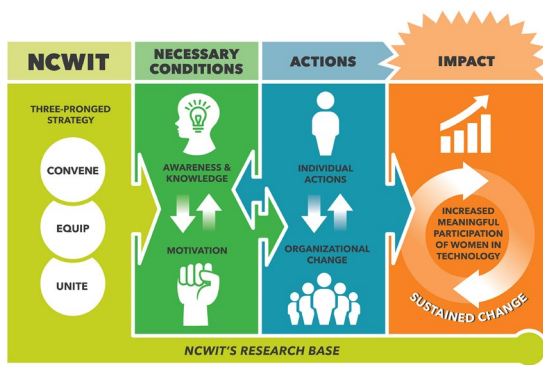 NCWIT
NECESSARY
CONDITIONS
ACTIONS
IMPACT
THREE-PRONGED
STRATEGY
CONVENE
EQUIP
UNITE
AWARENESS &
KNOWLEDGE
MOTIVATION
INDIVIDUAL
ACTIONS
ORGANIZATIONAL
CHANGE
INCREASED
MEANINGFUL
PARTICIPATION
OF WOMEN IN
TECHNOLOGY
SUSTAINED CHANGE
NCWIT'S RESEARCH BASE